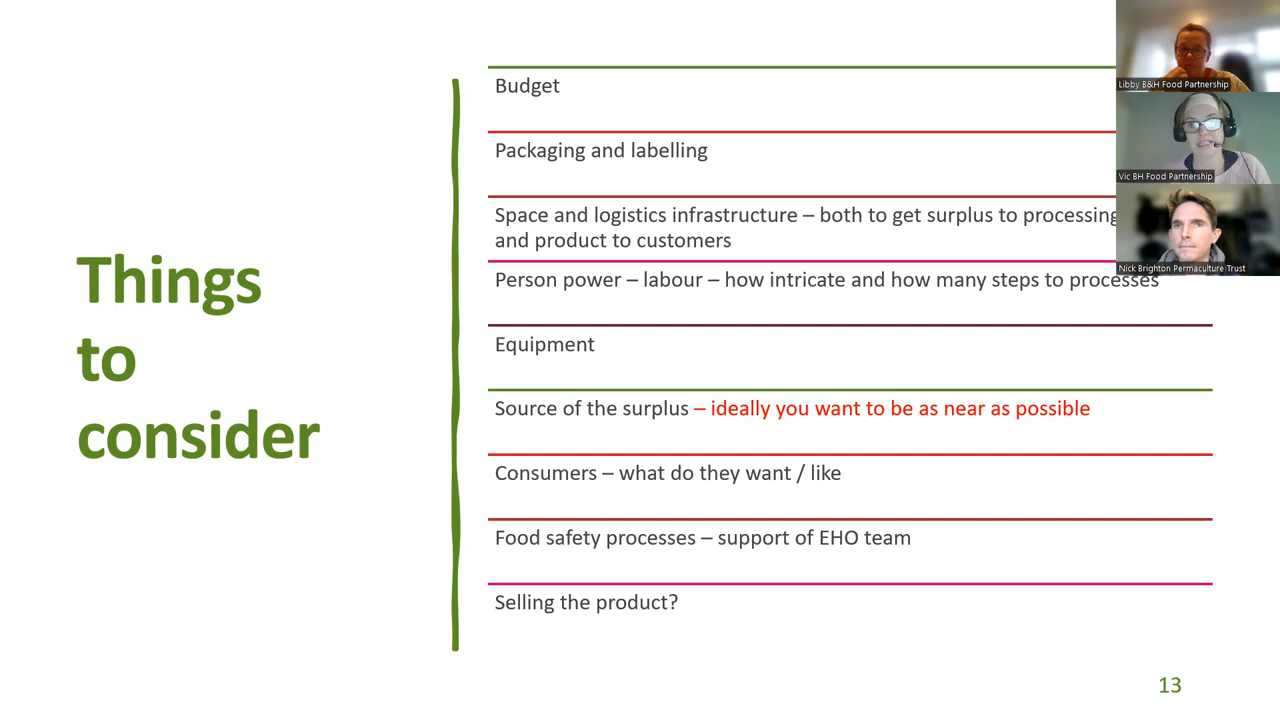 Things
to
consider
Budget
Packaging and labelling
Space and logistics infrastructure – both to get surplus to processing
and product to customers
Person power – labour – how intricate and how many steps to processes
Equipment
Source of the surplus – ideally you want to be as near as possible
Consumers – what do they want / like
Food safety processes – support of EHO team
Selling the product?
13
Libby B&H Food Partnership
Vic BH Food Partnership
Nick Brighton Permaculture Trust